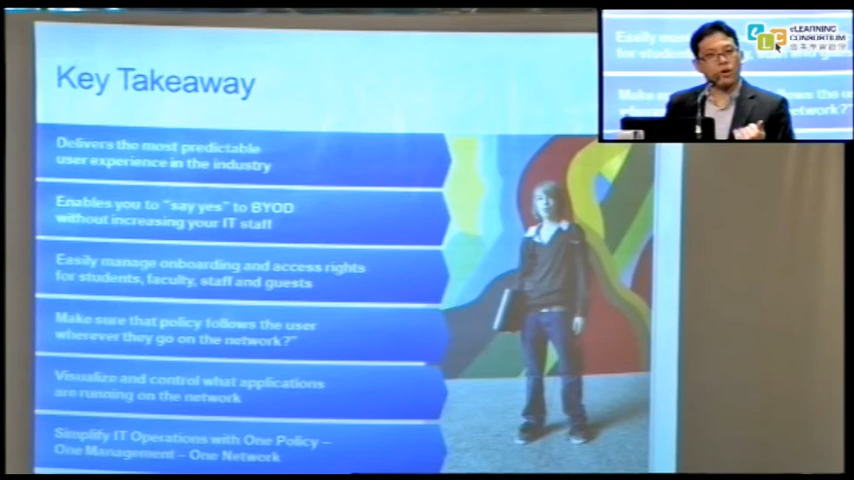 Key Takeaway
Delivers the most predictable
user experience in the industry
Enables you to "say yes" to BYOD
without increasing your IT staff
Easily manage onboarding and access rights
for students, faculty, staff and guests
Make sure that policy follows the user
wherever they go on the network?"
Visualize and control what applications
are running on the network
Simplify IT Operations with One Policy –
One Management – One Network
eLC
eLEARNING
CONSORTIUM